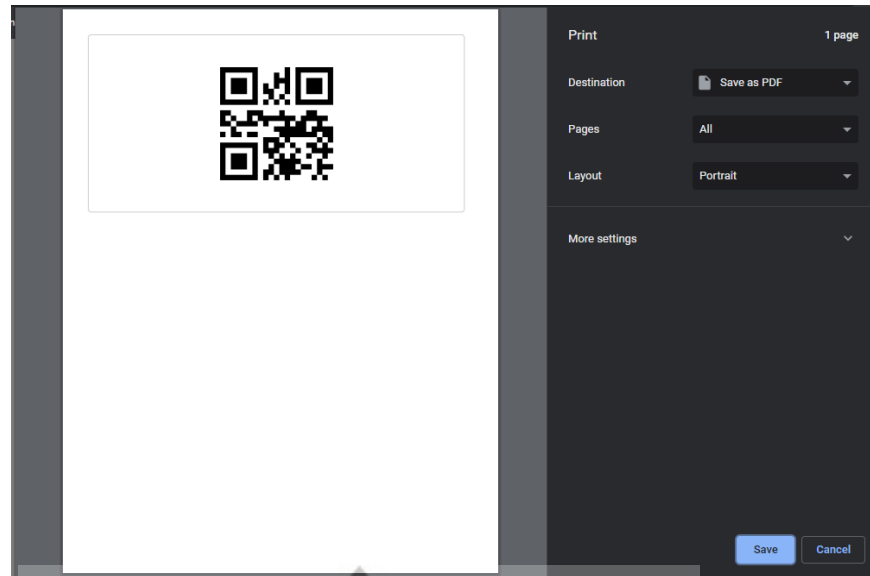 Print 1 page
Destination Save as PDF
Pages All
Layout Portrait
More settings
Save Cancel